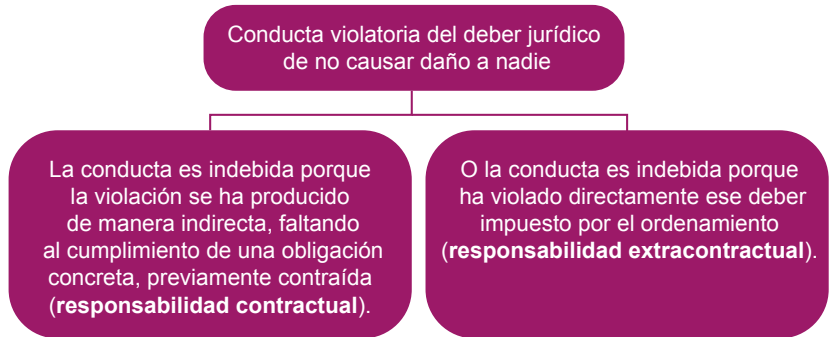 Conducta violatoria del deber jurídico
de no causar daño a nadie
La conducta es indebida porque
la violación se ha producido
de manera indirecta, faltando
al cumplimiento de una obligación
concreta, previamente contraída
(responsabilidad contractual).
O la conducta es indebida porque
ha violado directamente ese deber
impuesto por el ordenamiento
(responsabilidad extracontractual).